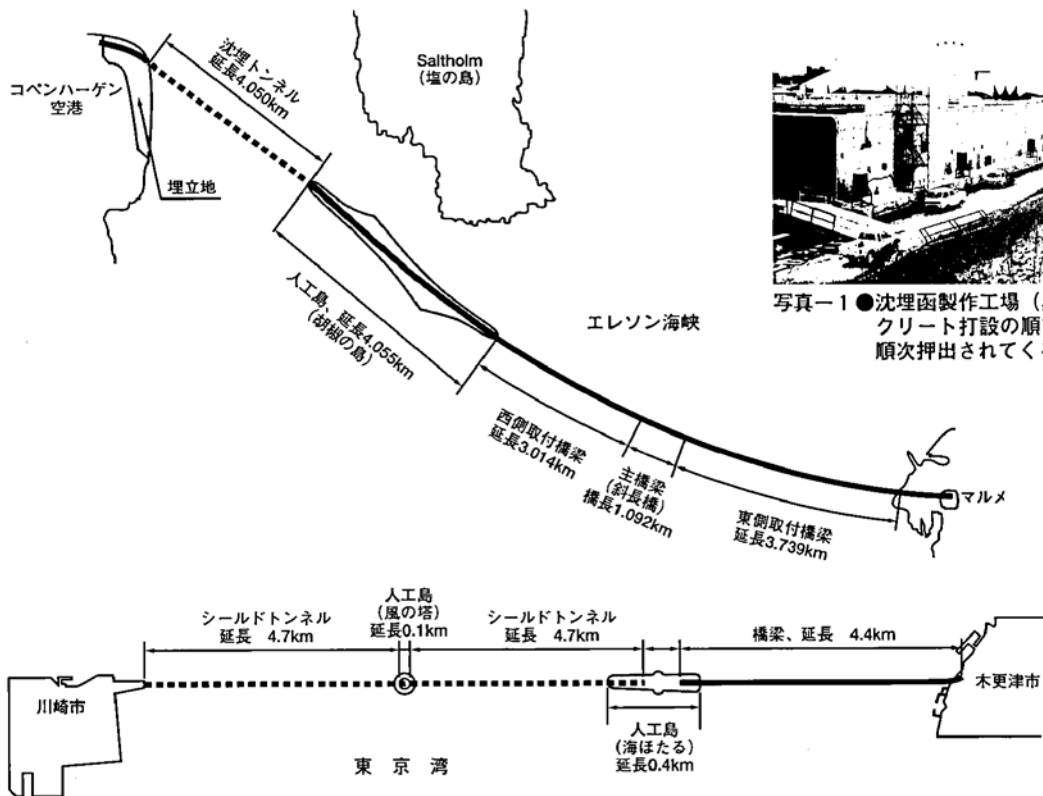 コペンハーゲン
空港
沈埋トンネル
延長4.050km
Saltholm
(塩の島)
埋立地
人工島、延長4.055km
(胡椒の島)
エレソン海峡
写真-1●沈埋函製作工場(
クリート打設の順
順次押出されてく
西側取付橋梁
延長3.014km
主橋梁
(斜長橋)
橋長1.092km
東側取付橋梁
延長3.739km
マルメ
シールドトンネル
延長 4.7km
人工島
(風の塔)
延長0.1km
シールドトンネル
延長 4.7km
橋梁、延長 4.4km
川崎市
木更津市
人工島
(海ほたる)
延長0.4km
東京湾